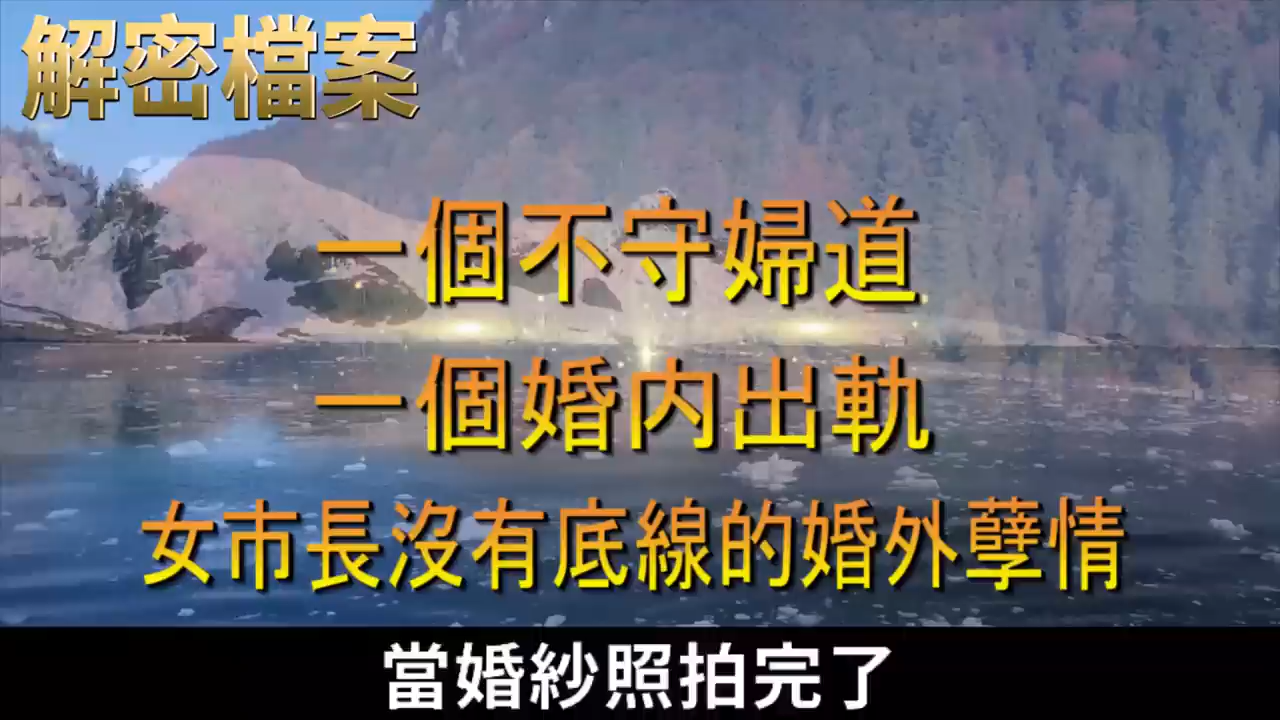 解密檔案
一個不守婦道
一個婚内出軌
女市長沒有底線的婚外孽情
當婚紗照拍完了